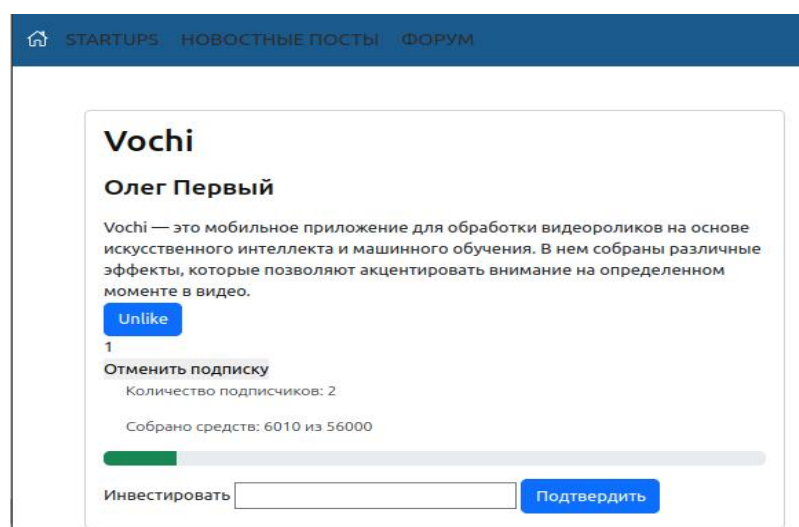 STARTUPS НОВОСТНЫЕ ПОСТЫ ФОРУМ
Vochi
Олег Первый
Vochi — это мобильное приложение для обработки видеороликов на основе
искусственного интеллекта и машинного обучения. В нем собраны различные
эффекты, которые позволяют акцентировать внимание на определенном
моменте в видео.
Unlike
1
Отменить подписку
Количество подписчиков: 2
Собрано средств: 6010 из 56000
Инвестировать Подтвердить